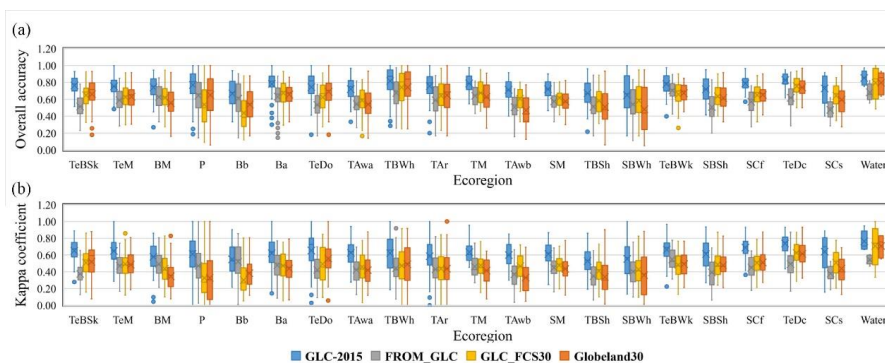 (a)
Overall accuracy
1.20
1.00
0.80
0.60
0.40
0.20
0.00
TeBSk TeM BM P Bb Ba TeDo TAwa TBWh TAr TM TAwb SM TBSh SBWh TeBWk SBSh SCf TeDc SCs Water
Ecoregion
(b)
Kappa coefficient
1.20
1.00
0.80
0.60
0.40
0.20
0.00
TeBSk TeM BM P Bb Ba TeDo TAwa TBWh TAr TM TAwb SM TBSh SBWh TeBWk SBSh SCf TeDc SCs Water
Ecoregion
GLC-2015 FROM_GLC GLC_FCS30 Globeland30